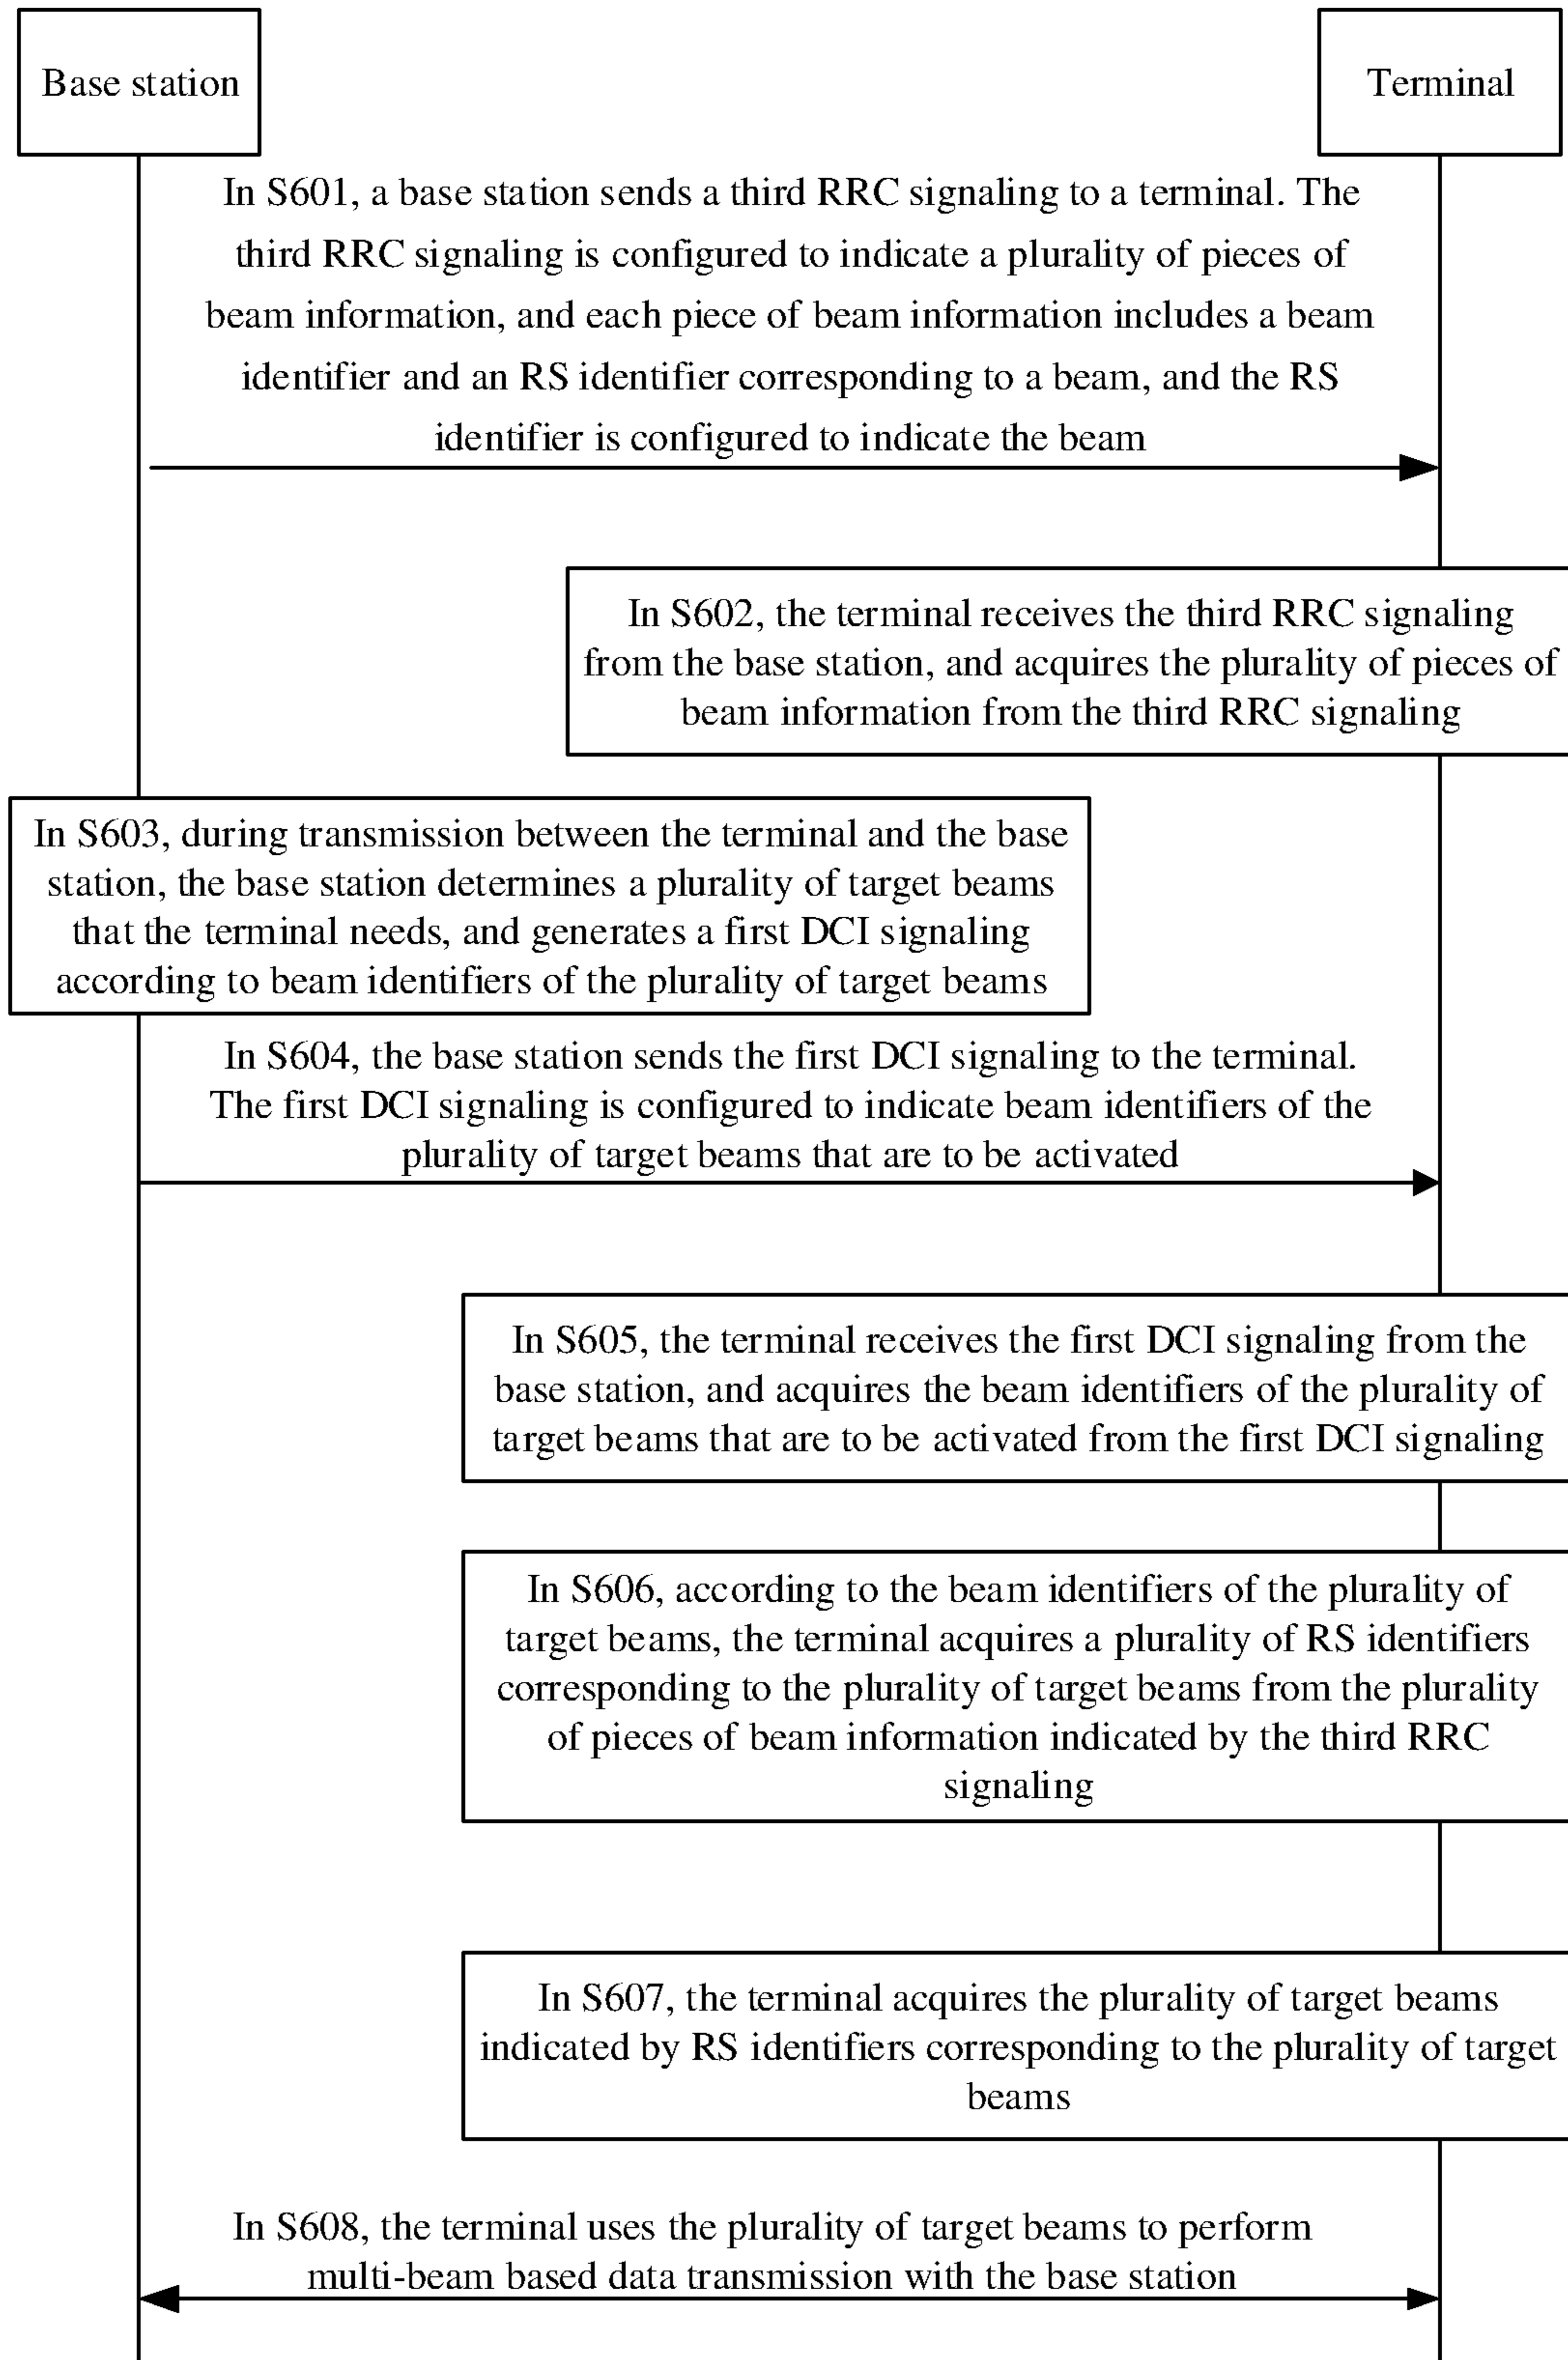 Base station
Terminal
In S601, a base station sends a third RRC signaling to a terminal. The
third RRC signaling is configured to indicate a plurality of pieces of
beam information, and each piece of beam information includes a beam
identifier and an RS identifier corresponding to a beam, and the RS
identifier is configured to indicate the beam
In S602, the terminal receives the third RRC signaling
from the base station, and acquires the plurality of pieces of
beam information from the third RRC signaling
In S603, during transmission between the terminal and the base
station, the base station determines a plurality of target beams
that the terminal needs, and generates a first DCI signaling
according to beam identifiers of the plurality of target beams
In S604, the base station sends the first DCI signaling to the terminal.
The first DCI signaling is configured to indicate beam identifiers of the
plurality of target beams that are to be activated
In S605, the terminal receives the first DCI signaling from the
base station, and acquires the beam identifiers of the plurality of
target beams that are to be activated from the first DCI signaling
In S606, according to the beam identifiers of the plurality of
target beams, the terminal acquires a plurality of RS identifiers
corresponding to the plurality of target beams from the plurality
of pieces of beam information indicated by the third RRC
signaling
In S607, the terminal acquires the plurality of target beams
indicated by RS identifiers corresponding to the plurality of target
beams
In S608, the terminal uses the plurality of target beams to perform
multi-beam based data transmission with the base station